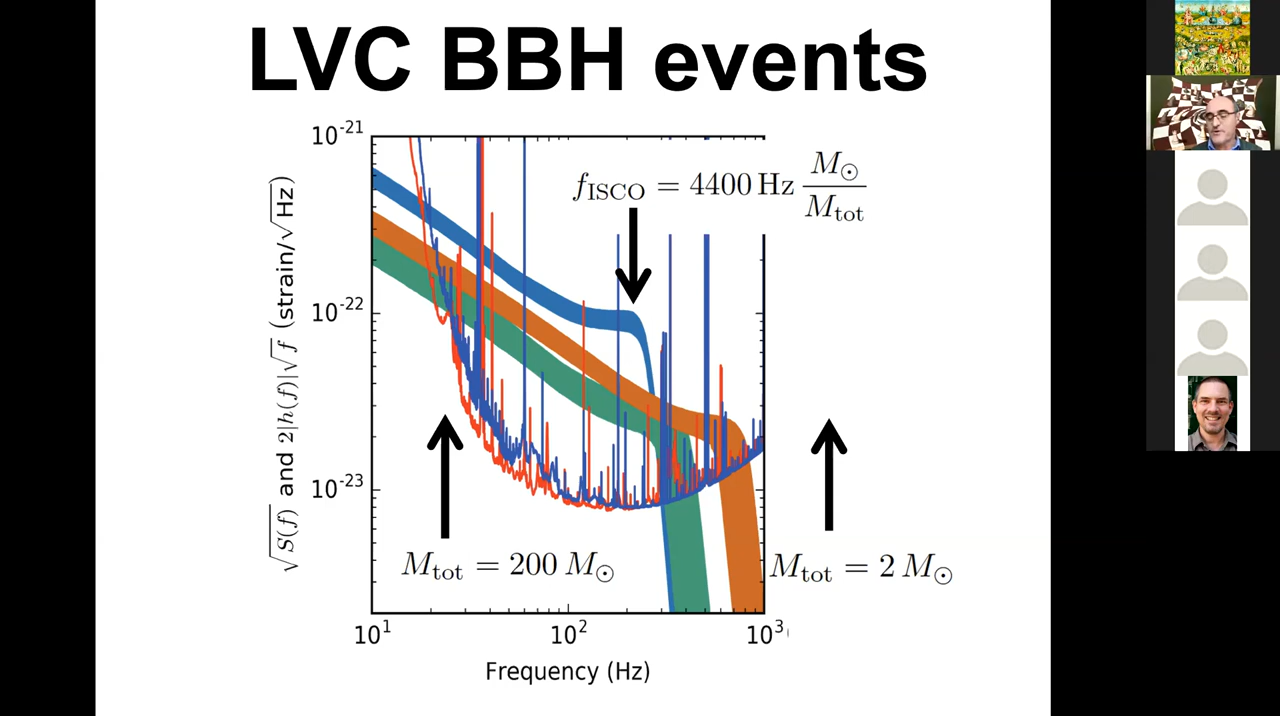 LVC BBH events
10^-21
10^-22
10^-23
√S(f) and 2|h(f)|√f (strain/√Hz)
f_ISCO = 4400 Hz M_⊙/M_tot
M_tot = 200 M_⊙
M_tot = 2 M_⊙
10^1 10^2 10^3
Frequency (Hz)